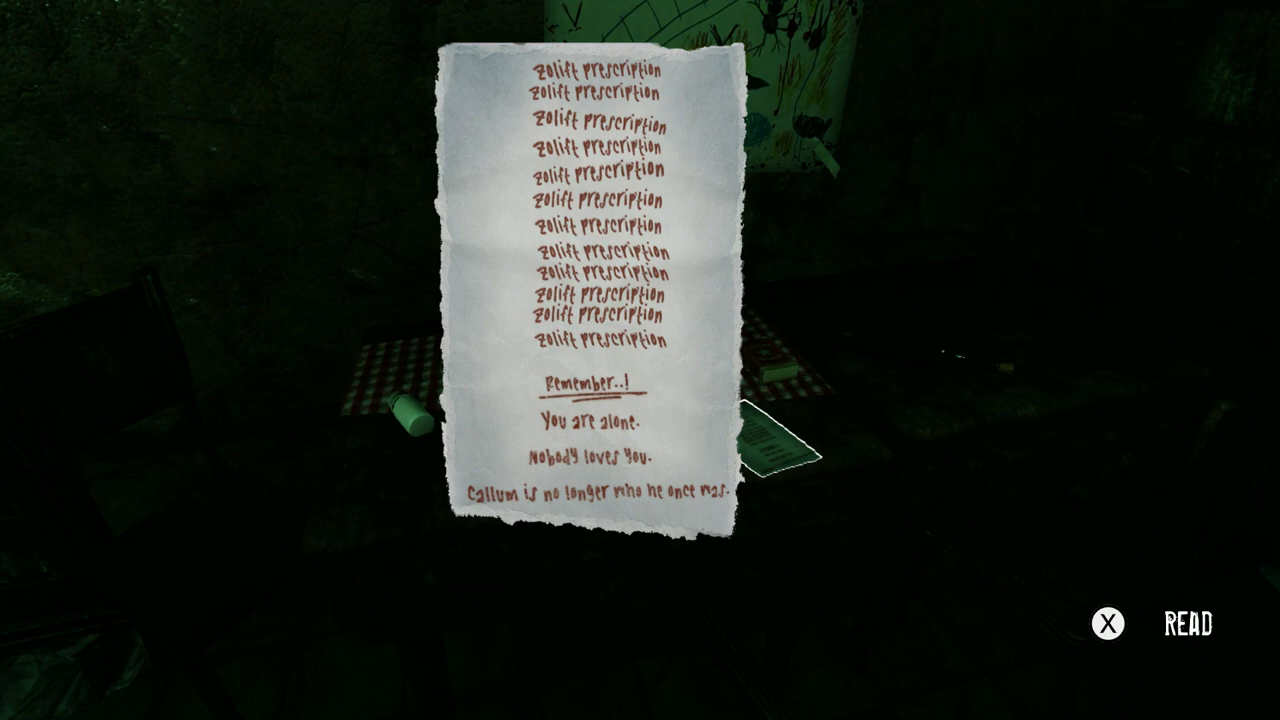 Zolift prescription
Zolift prescription
Zolift prescription
Zolift prescription
Zolift prescription
Zolift prescription
Zolift prescription
Zolift prescription
Zolift prescription
Zolift prescription
Zolift prescription
Zolift prescription
Remember..!
You are alone.
Nobody loves You.
Callum is no longer who he once was.
X READ